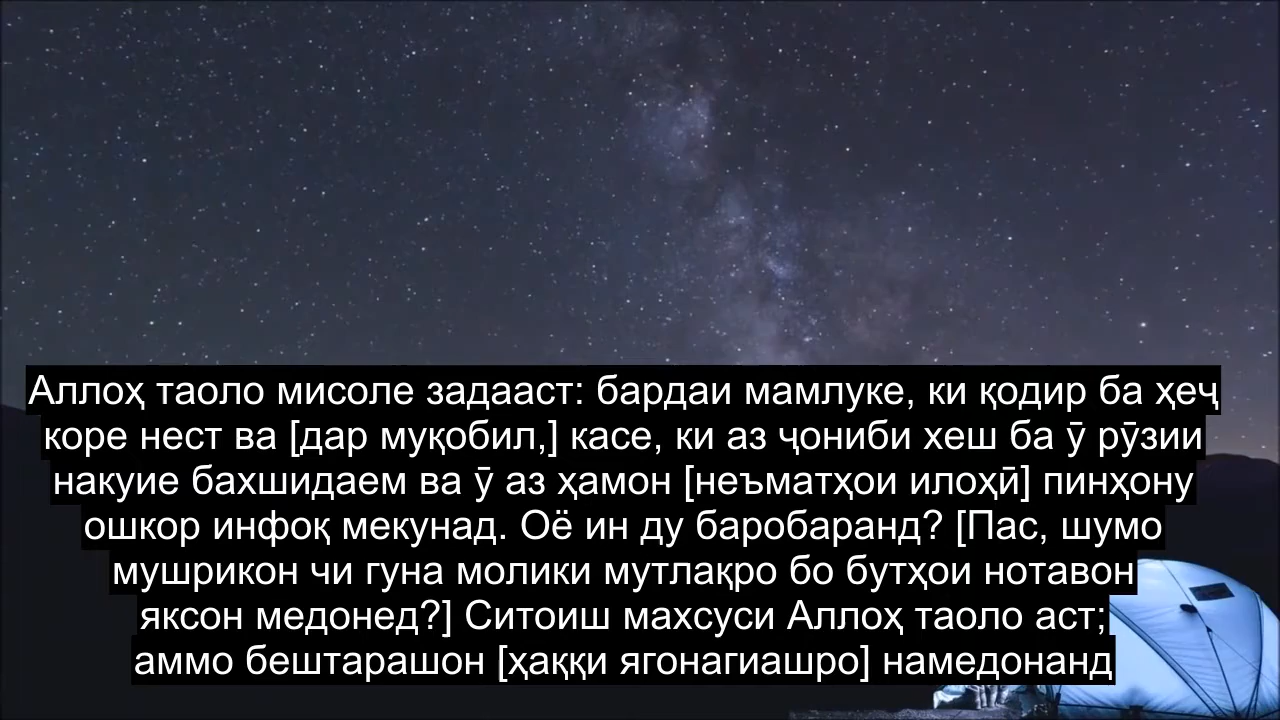 Аллоҳ таоло мисоле задааст: бардаи мамлуке, ки қодир ба ҳеҷ
коре нест ва [дар муқобил,] касе, ки аз ҷониби хеш ба ӯ рӯзии
накуие бахшидаем ва ӯ аз ҳамон [неъматҳои илоҳӣ] пинҳону
ошкор инфоқ мекунад. Оё ин ду баробаранд? [Пас, шумо
мушрикон чи гуна молики мутлақро бо бутҳои нотавон
яксон медонед?] Ситоиш махсуси Аллоҳ таоло аст;
аммо бештарашон [ҳаққи ягонагиашро] намедонанд